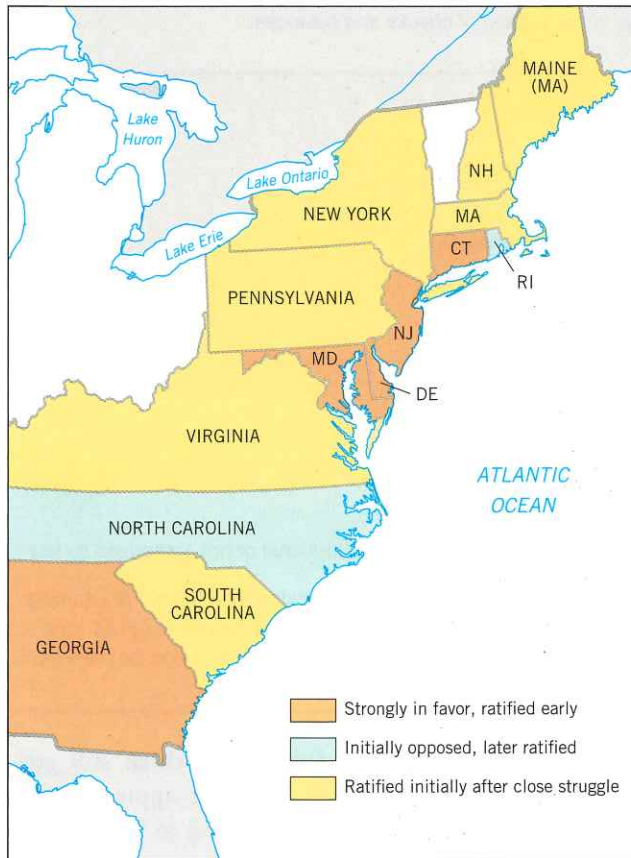 MAINE
(MA)
Lake
Huron
Lake Ontario
NH
NEW YORK
MA
Lake Erie
CT
RI
PENNSYLVANIA
NJ
MD
DE
VIRGINIA
ATLANTIC
OCEAN
NORTH CAROLINA
SOUTH
CAROLINA
GEORGIA
Strongly in favor, ratified early
Initially opposed, later ratified
Ratified initially after close struggle